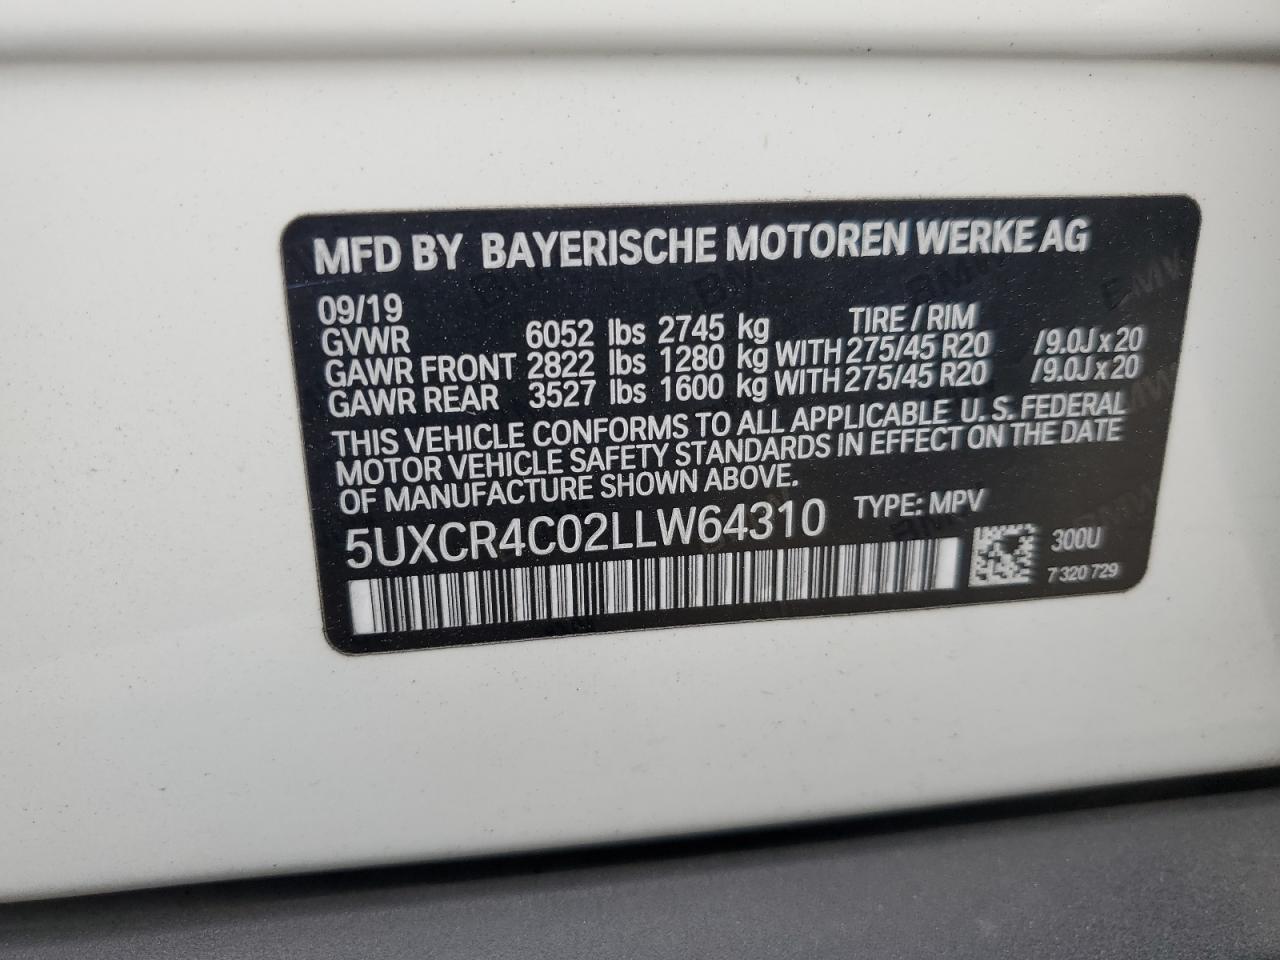 MFD BY BAYERISCHE MOTOREN WERKE AG
09/19 TIRE / RIM
GVWR 6052 lbs 2745 kg
GAWR FRONT 2822 lbs 1280 kg WITH 275/45 R20 / 9.0J x 20
GAWR REAR 3527 lbs 1600 kg WITH 275/45 R20 / 9.0J x 20
THIS VEHICLE CONFORMS TO ALL APPLICABLE U. S. FEDERAL
MOTOR VEHICLE SAFETY STANDARDS IN EFFECT ON THE DATE
OF MANUFACTURE SHOWN ABOVE.
5UXCR4C02LLW64310 TYPE: MPV
300U
7 320 729